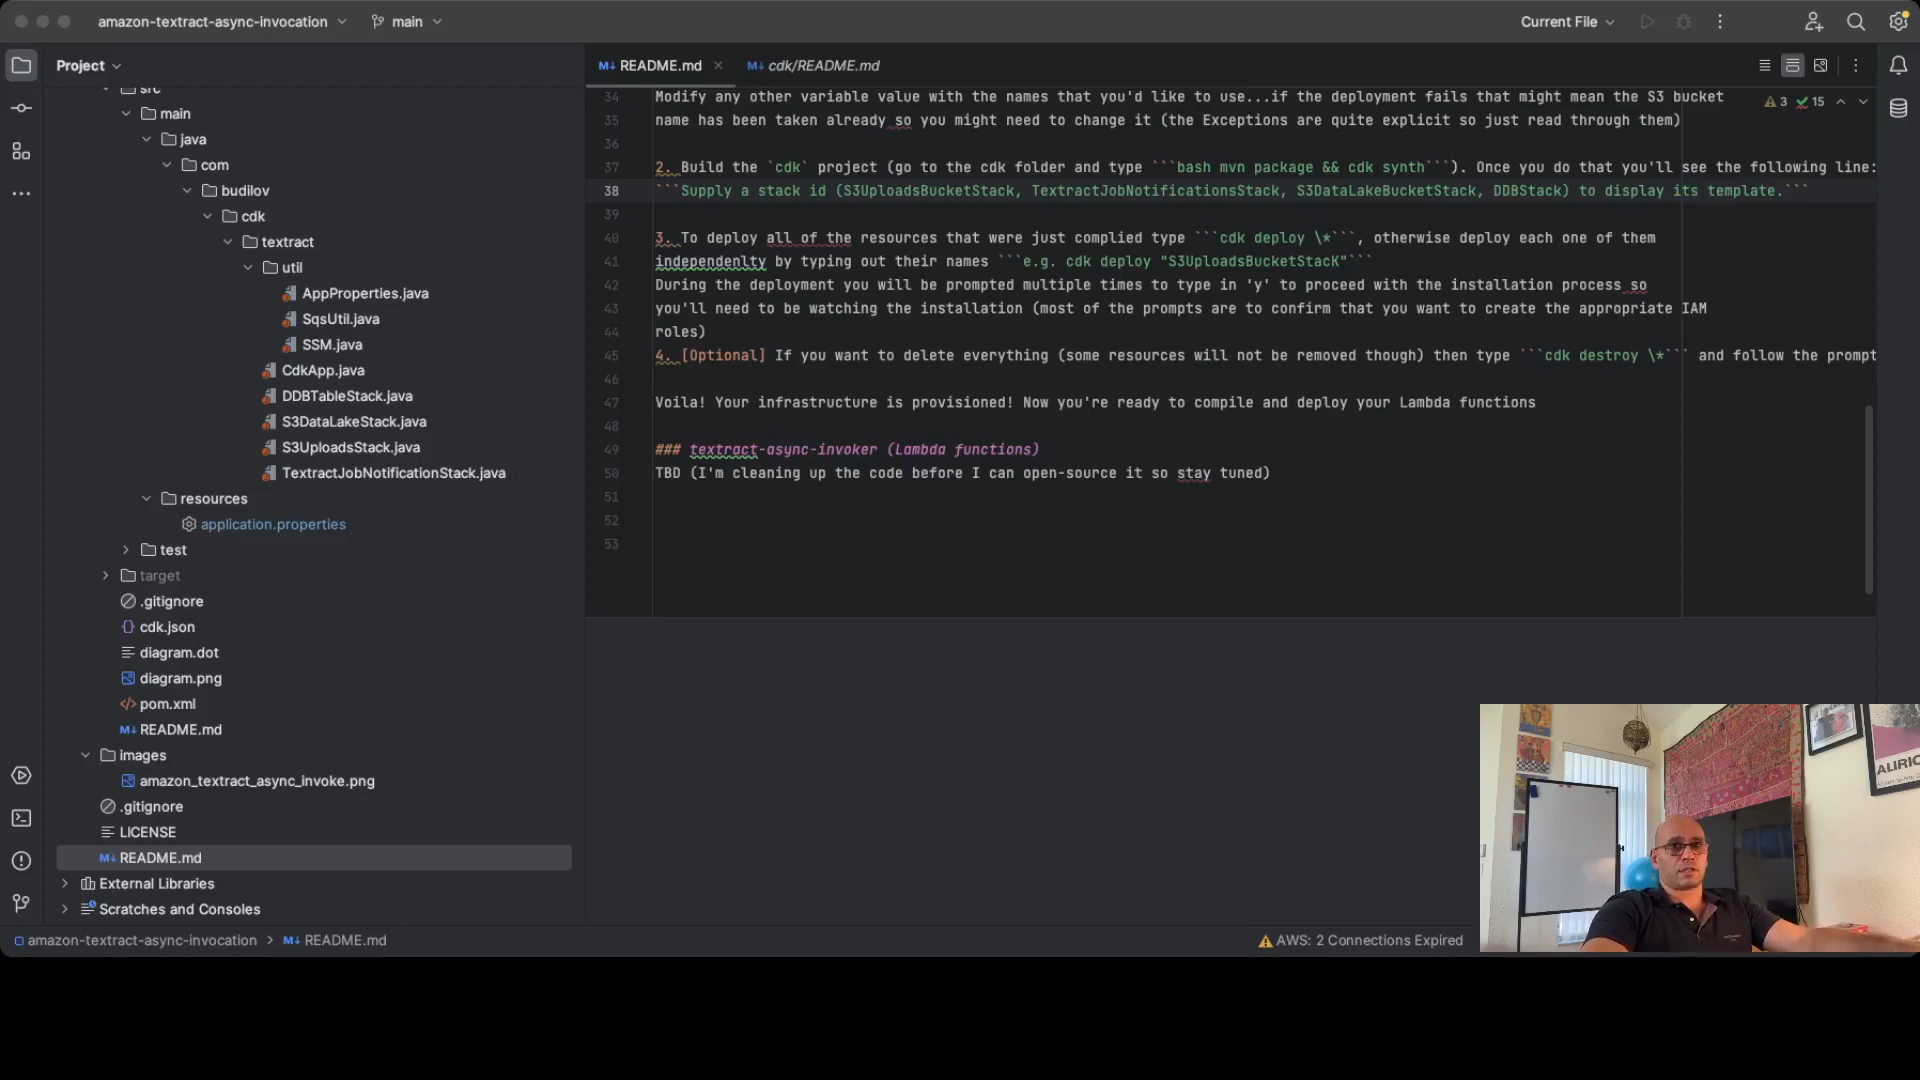 amazon-textract-async-invocation
main
Current File
Project
README.md
cdk/README.md
src
main
java
com
budilov
cdk
textract
util
AppProperties.java
SqsUtil.java
SSM.java
CdkApp.java
DDBTableStack.java
S3DataLakeStack.java
S3UploadsStack.java
TextractJobNotificationStack.java
resources
application.properties
test
target
.gitignore
cdk.json
diagram.dot
diagram.png
pom.xml
README.md
images
amazon_textract_async_invoke.png
.gitignore
LICENSE
README.md
External Libraries
Scratches and Consoles
3 15
34 Modify any other variable value with the names that you'd like to use...if the deployment fails that might mean the S3 bucket
35 name has been taken already so you might need to change it (the Exceptions are quite explicit so just read through them)
36
37 2. Build the `cdk` project (go to the cdk folder and type ```bash mvn package && cdk synth```). Once you do that you'll see the following line:
38 ```Supply a stack id (S3UploadsBucketStack, TextractJobNotificationsStack, S3DataLakeBucketStack, DDBStack) to display its template.```
39
40 3. To deploy all of the resources that were just complied type ```cdk deploy \*```, otherwise deploy each one of them
41 independenlty by typing out their names ```e.g. cdk deploy "S3UploadsBucketStacK"```
42 During the deployment you will be prompted multiple times to type in 'y' to proceed with the installation process so
43 you'll need to be watching the installation (most of the prompts are to confirm that you want to create the appropriate IAM
44 roles)
45 4. [Optional] If you want to delete everything (some resources will not be removed though) then type ```cdk destroy \*``` and follow the prompt
46
47 Voila! Your infrastructure is provisioned! Now you're ready to compile and deploy your Lambda functions
48
49 ### textract-async-invoker (Lambda functions)
50 TBD (I'm cleaning up the code before I can open-source it so stay tuned)
51
52
53
ALIRIO
amazon-textract-async-invocation > README.md
AWS: 2 Connections Expired